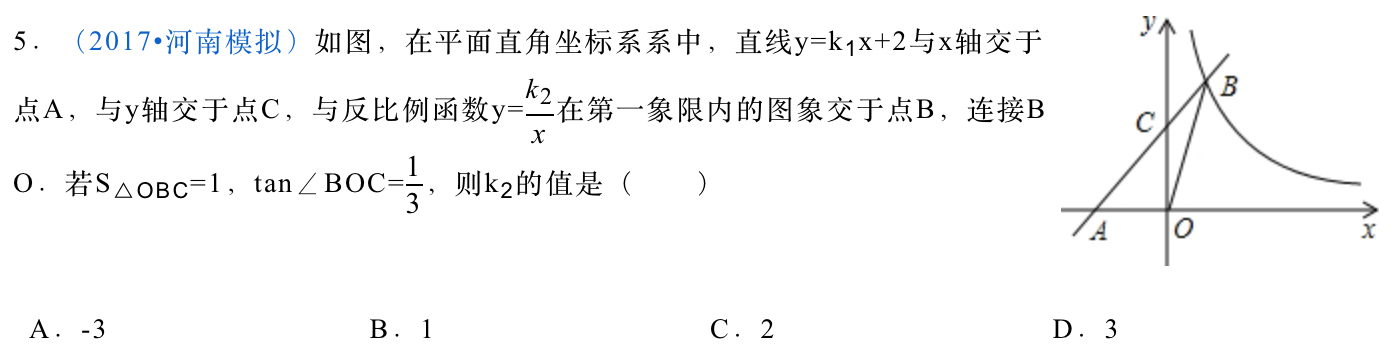 5．（2017•河南模拟）如图，在平面直角坐标系系中，直线y=k₁x+2与x轴交于
点A，与y轴交于点C，与反比例函数y=k₂/x在第一象限内的图象交于点B，连接B
O．若S△OBC=1，tan∠BOC=1/3，则k₂的值是（　　）
A．-3　B．1　C．2　D．3
y
B
C
A
O
x